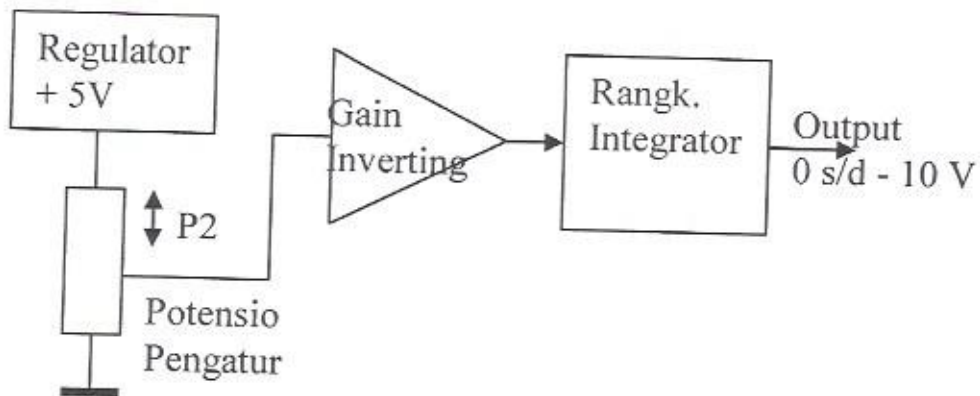 Regulator
+ 5V
P2
Potensio
Pengatur
Gain
Inverting
Rangk.
Integrator
Output
0 s/d - 10 V